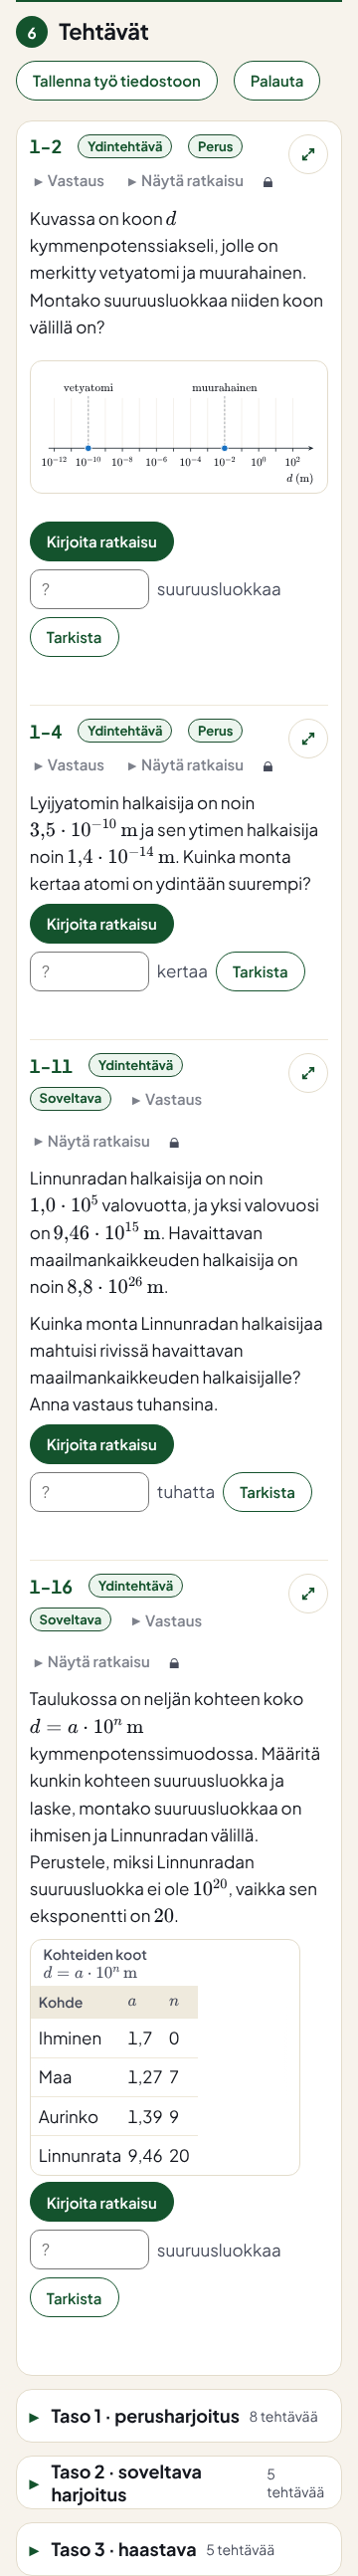 6 Tehtävät
Tallenna työ tiedostoon Palauta
1-2 Ydintehtävä Perus
▸ Vastaus ▸ Näytä ratkaisu
Kuvassa on koon d
kymmenpotenssiakseli, jolle on
merkitty vetyatomi ja muurahainen.
Montako suuruusluokkaa niiden koon
välillä on?
vetyatomi muurahainen
10⁻¹² 10⁻¹⁰ 10⁻⁸ 10⁻⁶ 10⁻⁴ 10⁻² 10⁰ 10²
d (m)
Kirjoita ratkaisu
? suuruusluokkaa
Tarkista
1-4 Ydintehtävä Perus
▸ Vastaus ▸ Näytä ratkaisu
Lyijyatomin halkaisija on noin
3,5 · 10⁻¹⁰ m ja sen ytimen halkaisija
noin 1,4 · 10⁻¹⁴ m. Kuinka monta
kertaa atomi on ydintään suurempi?
Kirjoita ratkaisu
? kertaa Tarkista
1-11 Ydintehtävä
Soveltava ▸ Vastaus
▸ Näytä ratkaisu
Linnunradan halkaisija on noin
1,0 · 10⁵ valovuotta, ja yksi valovuosi
on 9,46 · 10¹⁵ m. Havaittavan
maailmankaikkeuden halkaisija on
noin 8,8 · 10²⁶ m.
Kuinka monta Linnunradan halkaisijaa
mahtuisi rivissä havaittavan
maailmankaikkeuden halkaisijalle?
Anna vastaus tuhansina.
Kirjoita ratkaisu
? tuhatta Tarkista
1-16 Ydintehtävä
Soveltava ▸ Vastaus
▸ Näytä ratkaisu
Taulukossa on neljän kohteen koko
d = a · 10ⁿ m
kymmenpotenssimuodossa. Määritä
kunkin kohteen suuruusluokka ja
laske, montako suuruusluokkaa on
ihmisen ja Linnunradan välillä.
Perustele, miksi Linnunradan
suuruusluokka ei ole 10²⁰, vaikka sen
eksponentti on 20.
Kohteiden koot
d = a · 10ⁿ m
Kohde a n
Ihminen 1,7 0
Maa 1,27 7
Aurinko 1,39 9
Linnunrata 9,46 20
Kirjoita ratkaisu
? suuruusluokkaa
Tarkista
▸ Taso 1 · perusharjoitus 8 tehtävää
▸ Taso 2 · soveltava harjoitus 5 tehtävää
▸ Taso 3 · haastava 5 tehtävää